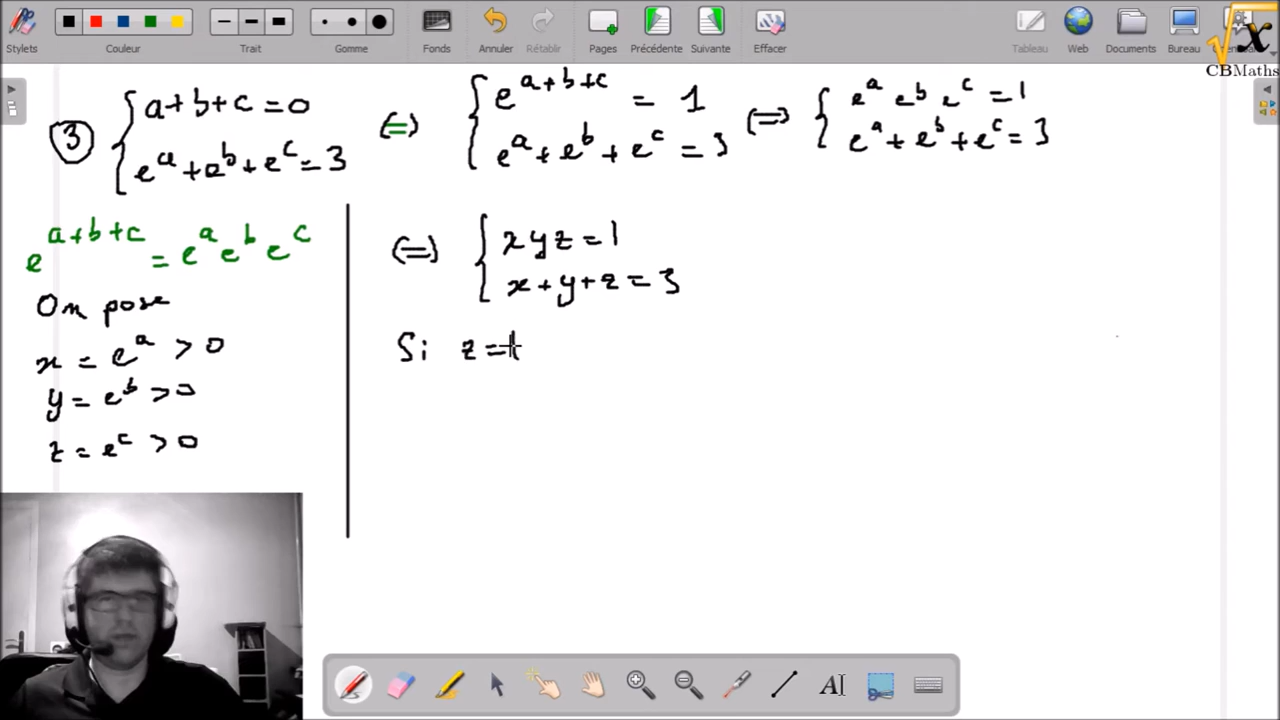 Stylets Couleur Trait Gomme Fonds Annuler Rétablir Pages Précédente Suivante Effacer Tableau Web Documents Bureau
CBMaths
③ { a+b+c=0 (=) { e^{a+b+c} = 1 (=) { e^a e^b e^c = 1
e^a + e^b + e^c = 3 e^a + e^b + e^c = 3 e^a + e^b + e^c = 3
e^{a+b+c} = e^a e^b e^c
On pose
x = e^a > 0
y = e^b > 0
z = e^c > 0
(=) { x y z = 1
x + y + z = 3
Si z = 1
AI